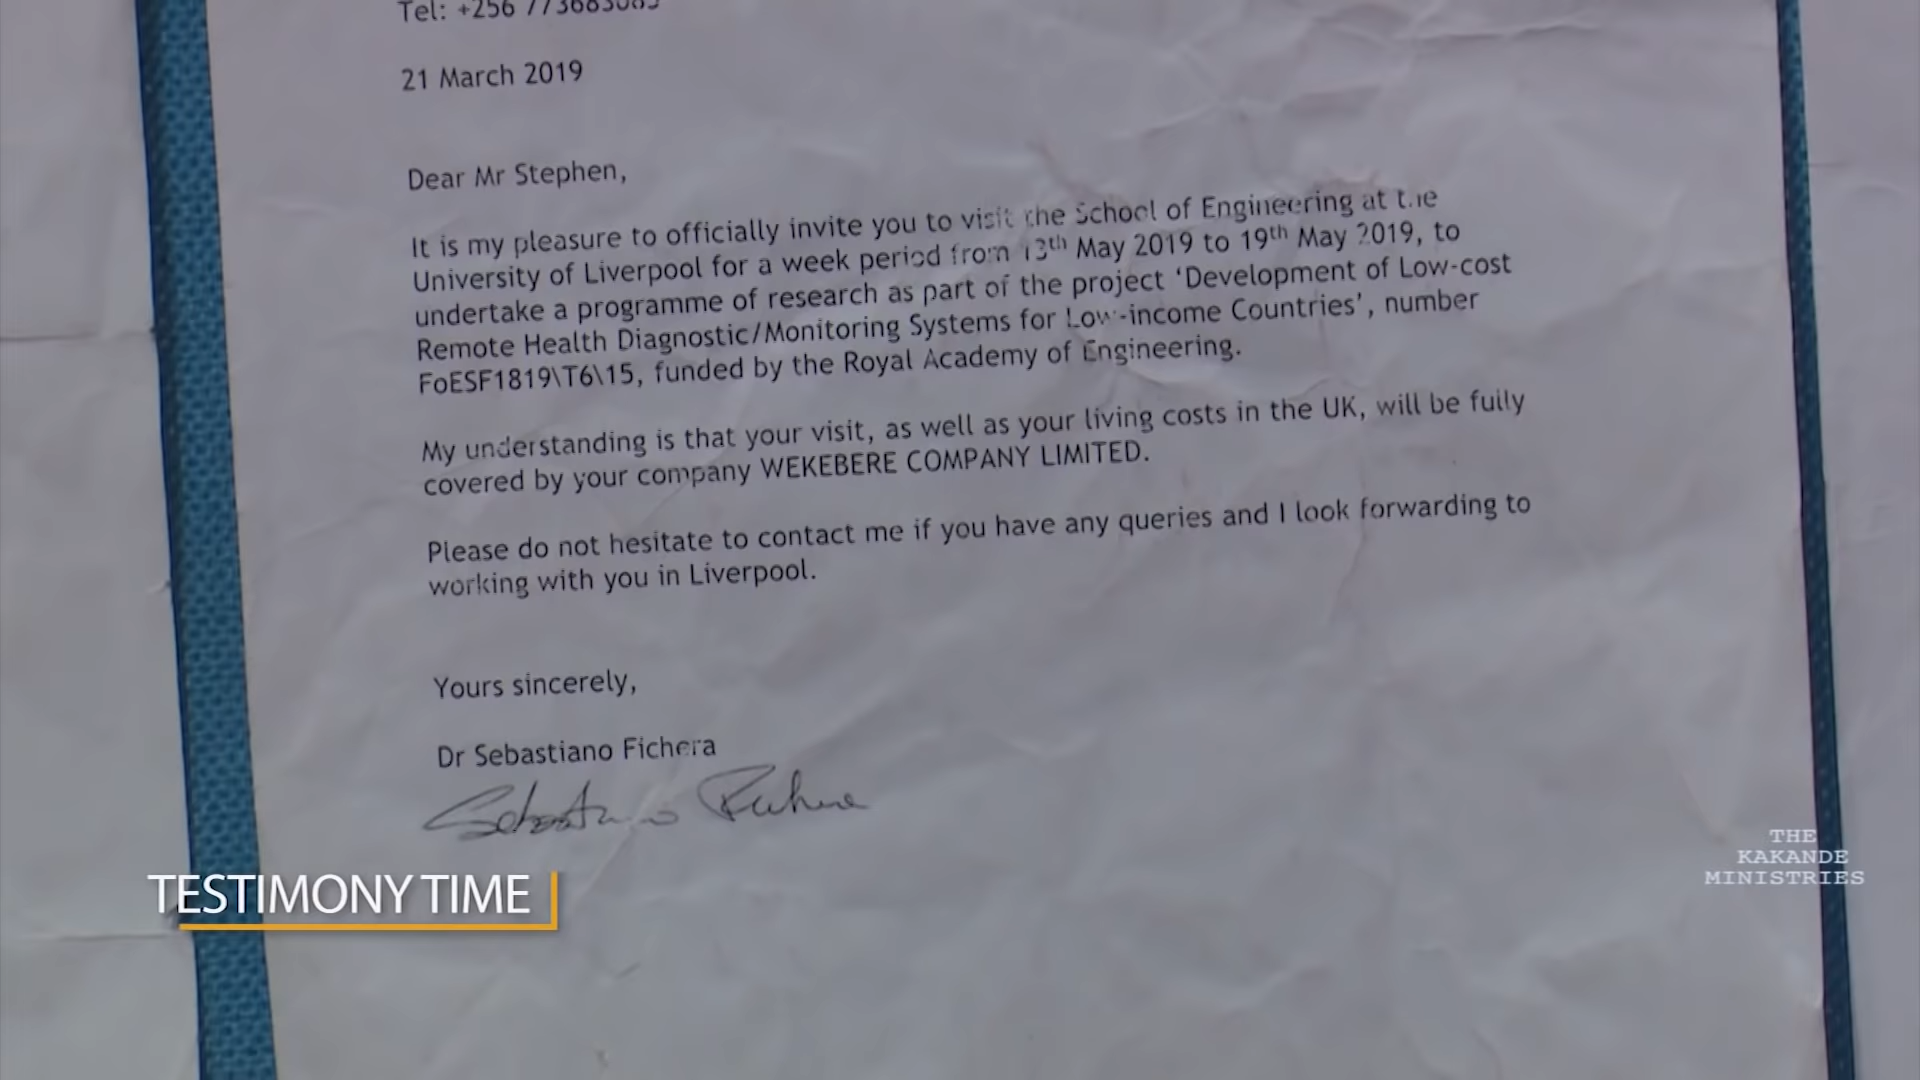 Tel: +256 773683085
21 March 2019
Dear Mr Stephen,
It is my pleasure to officially invite you to visit the School of Engineering at the
University of Liverpool for a week period from 13th May 2019 to 19th May 2019, to
undertake a programme of research as part of the project ‘Development of Low-cost
Remote Health Diagnostic/Monitoring Systems for Low-income Countries’, number
FoESF1819\T6\15, funded by the Royal Academy of Engineering.
My understanding is that your visit, as well as your living costs in the UK, will be fully
covered by your company WEKEBERE COMPANY LIMITED.
Please do not hesitate to contact me if you have any queries and I look forwarding to
working with you in Liverpool.
Yours sincerely,
Dr Sebastiano Fichera
Sebastiano Fichera
TESTIMONY TIME
THE
KAKANDE
MINISTRIES